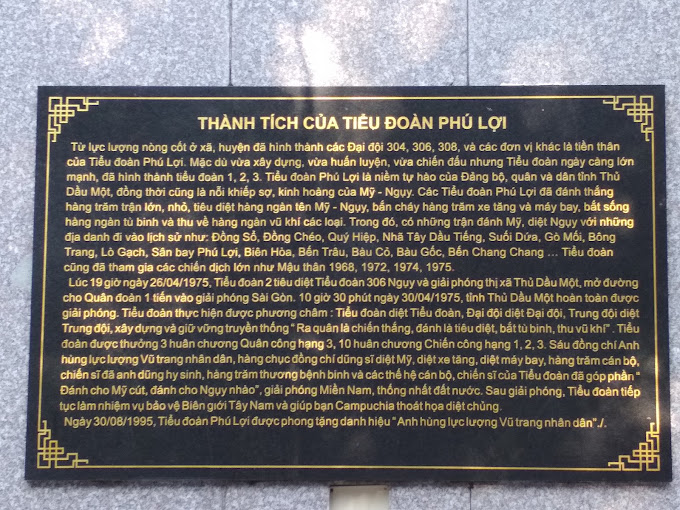 THÀNH TÍCH CỦA TIỂU ĐOÀN PHÚ LỢI
Từ lực lượng nòng cốt ở xã, huyện đã hình thành các Đại đội 304, 306, 308, và các đơn vị khác là tiền thân
của Tiểu đoàn Phú Lợi. Mặc dù vừa xây dựng, vừa huấn luyện, vừa chiến đấu nhưng Tiểu đoàn ngày càng lớn
mạnh, đã hình thành tiểu đoàn 1, 2, 3. Tiểu đoàn Phú Lợi là niềm tự hào của Đảng bộ, quân và dân tỉnh Thủ
Dầu Một, đồng thời cũng là nỗi khiếp sợ, kinh hoàng của Mỹ - Ngụy. Các Tiểu đoàn Phú Lợi đã đánh thắng
hàng trăm trận lớn, nhỏ, tiêu diệt hàng ngàn tên Mỹ - Ngụy, bắn cháy hàng trăm xe tăng và máy bay, bắt sống
hàng ngàn tù binh và thu về hàng ngàn vũ khí các loại. Trong đó, có những trận đánh Mỹ, diệt Ngụy với những
địa danh đi vào lịch sử như: Đồng Sổ, Đồng Chéo, Quý Hiệp, Nhã Tây Dầu Tiếng, Suối Dứa, Gò Mối, Bông
Trang, Lò Gạch, Sân bay Phú Lợi, Biên Hòa, Bến Trâu, Bàu Cỏ, Bàu Gốc, Bến Chang Chang ... Tiểu đoàn
cũng đã tham gia các chiến dịch lớn như Mậu thân 1968, 1972, 1974, 1975.
Lúc 19 giờ ngày 26/04/1975, Tiểu đoàn 2 tiêu diệt Tiểu đoàn 306 Ngụy và giải phóng thị xã Thủ Dầu Một, mở đường
cho Quân đoàn 1 tiến vào giải phóng Sài Gòn. 10 giờ 30 phút ngày 30/04/1975, tỉnh Thủ Dầu Một hoàn toàn được
giải phóng. Tiểu đoàn thực hiện được phương châm : Tiểu đoàn diệt Tiểu đoàn, Đại đội diệt Đại đội, Trung đội diệt
Trung đội, xây dựng và giữ vững truyền thống " Ra quân là chiến thắng, đánh là tiêu diệt, bắt tù binh, thu vũ khí" . Tiểu
đoàn được thưởng 3 huân chương Quân công hạng 3, 10 huân chương Chiến công hạng 1, 2, 3. Sáu đồng chí Anh
hùng lực lượng Vũ trang nhân dân, hàng chục đồng chí dũng sĩ diệt Mỹ, diệt xe tăng, diệt máy bay, hàng trăm cán bộ,
chiến sĩ đã anh dũng hy sinh, hàng trăm thương bệnh binh và các thế hệ cán bộ, chiến sĩ của Tiểu đoàn đã góp phần "
Đánh cho Mỹ cút, đánh cho Ngụy nhào", giải phóng Miền Nam, thống nhất đất nước. Sau giải phóng, Tiểu đoàn tiếp
tục làm nhiệm vụ bảo vệ Biên giới Tây Nam và giúp bạn Campuchia thoát họa diệt chủng.
Ngày 30/08/1995, Tiểu đoàn Phú Lợi được phong tặng danh hiệu "Anh hùng lực lượng Vũ trang nhân dân"./.